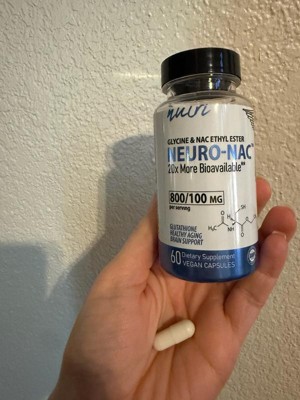 nutri
GLYCINE & NAC ETHYL ESTER
NEURO-NAC
20x More Bioavailable**
800/100 MG
per serving
GLUTATHIONE
HEALTHY AGING
BRAIN SUPPORT
60 Dietary Supplement
VEGAN CAPSULES